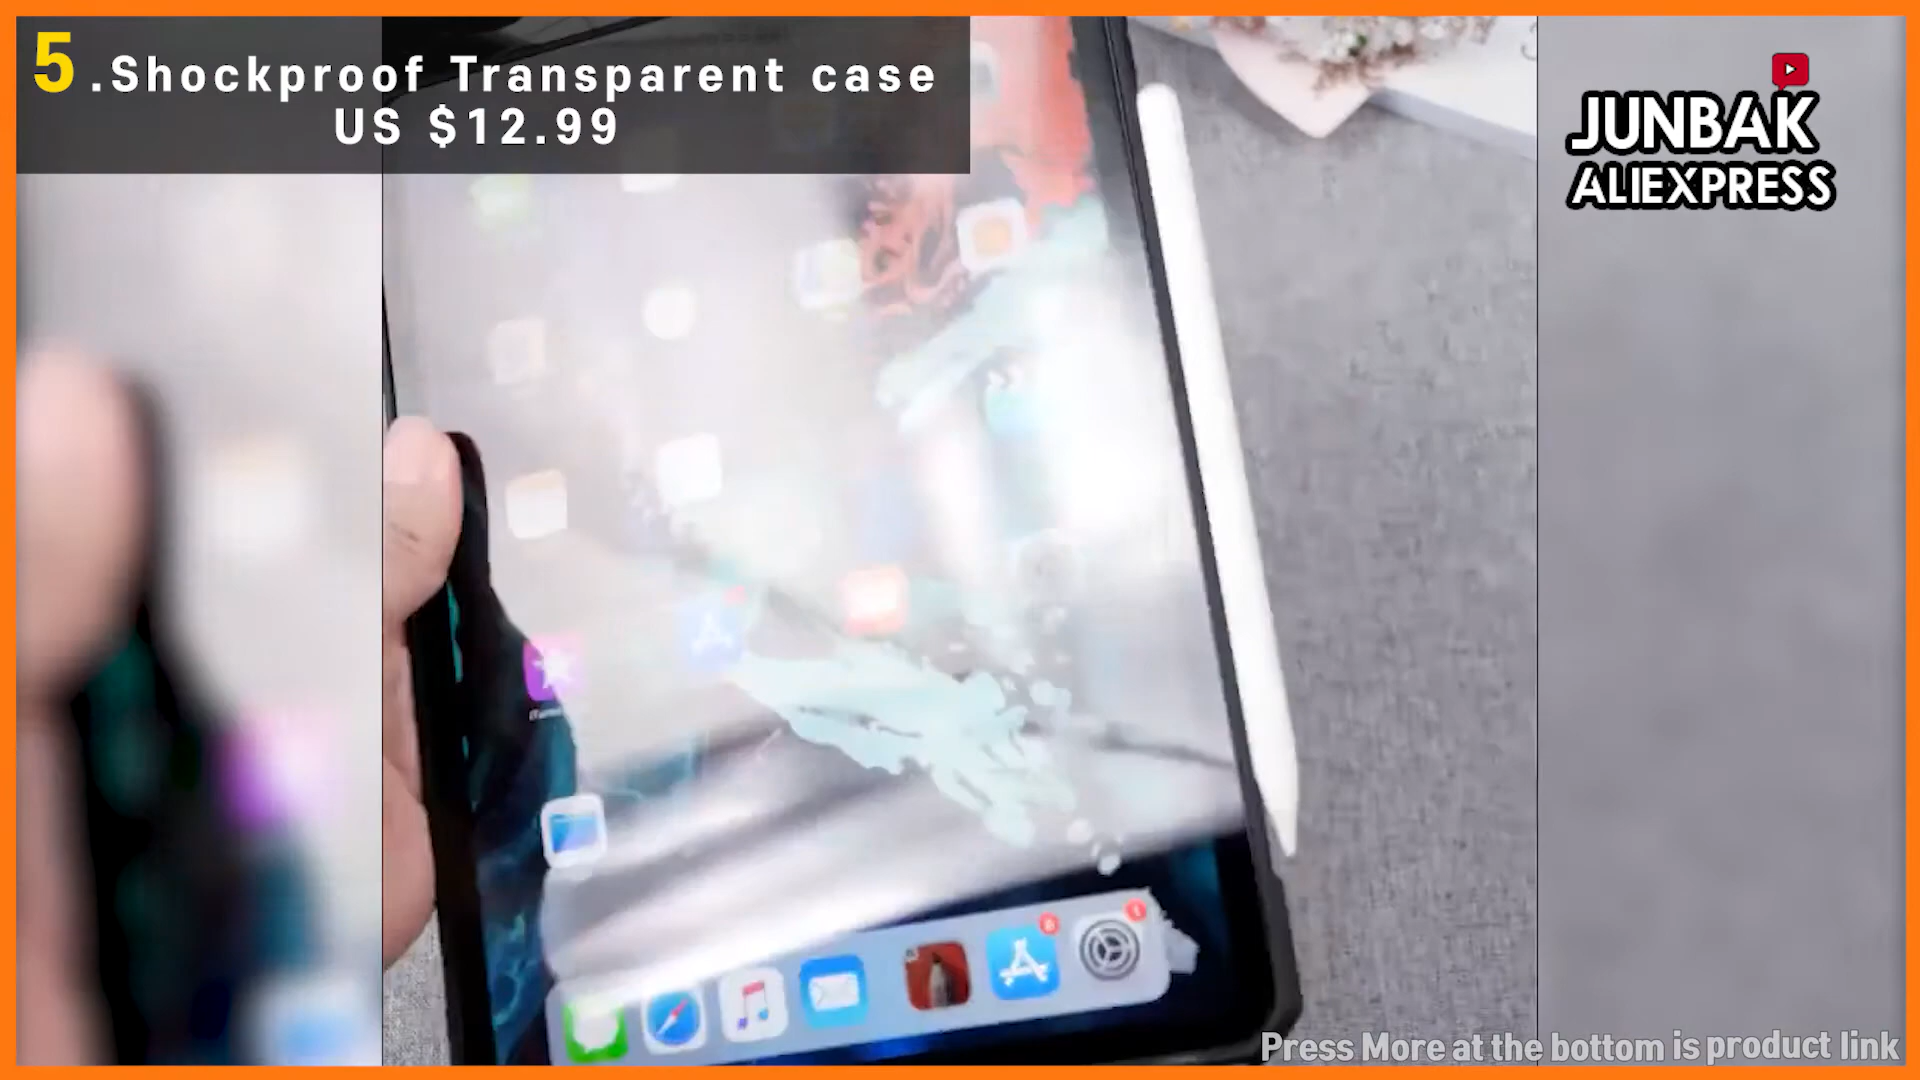 5.Shockproof Transparent case
US $12.99
JUNBAK
ALIEXPRESS
Press More at the bottom is product link